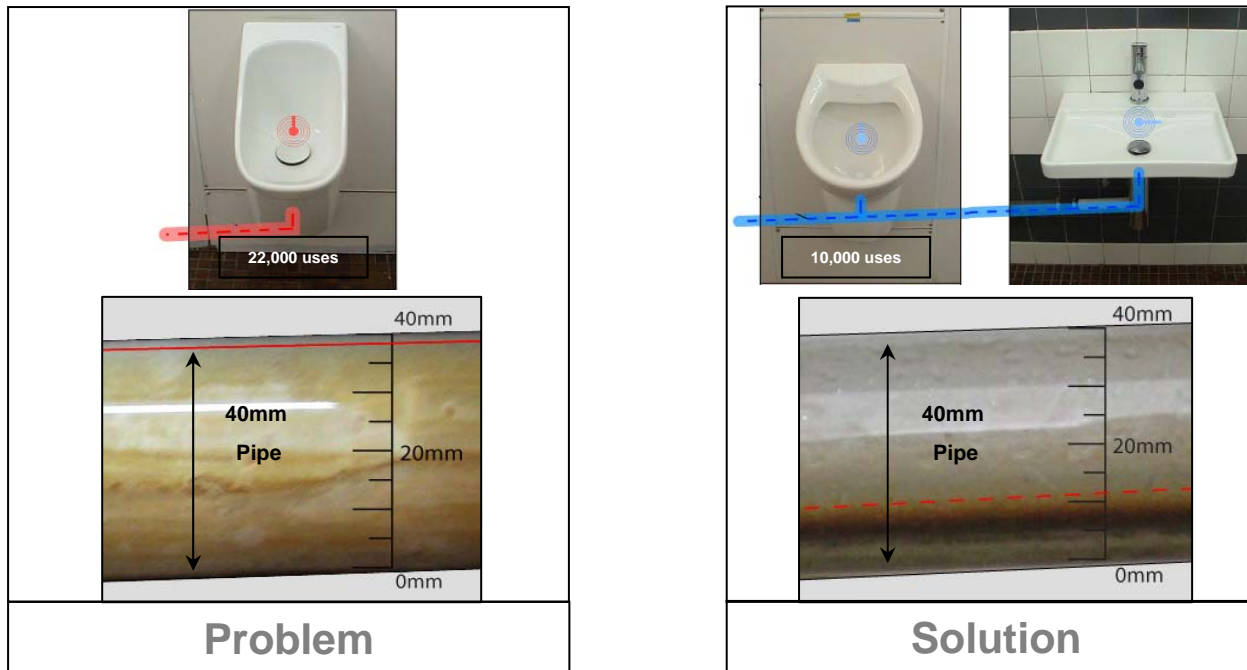 22,000 uses
40mm
40mm
Pipe
20mm
0mm
Problem
10,000 uses
40mm
40mm
Pipe
20mm
0mm
Solution